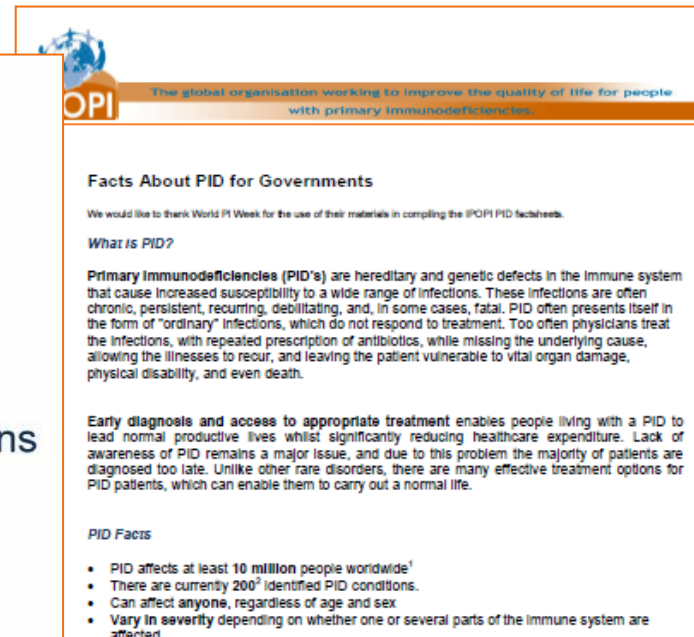 OPI
The global organisation working to improve the quality of life for people
with primary immunodeficiencies.
Facts About PID for Governments
We would like to thank World PI Week for the use of their materials in compiling the IPOPI PID factsheets.
What is PID?
Primary Immunodeficiencies (PID's) are hereditary and genetic defects in the immune system
that cause increased susceptibility to a wide range of infections. These infections are often
chronic, persistent, recurring, debilitating, and, in some cases, fatal. PID often presents itself in
the form of "ordinary" infections, which do not respond to treatment. Too often physicians treat
the infections, with repeated prescription of antibiotics, while missing the underlying cause,
allowing the illnesses to recur, and leaving the patient vulnerable to vital organ damage,
physical disability, and even death.
ns
Early diagnosis and access to appropriate treatment enables people living with a PID to
lead normal productive lives whilst significantly reducing healthcare expenditure. Lack of
awareness of PID remains a major issue, and due to this problem the majority of patients are
diagnosed too late. Unlike other rare disorders, there are many effective treatment options for
PID patients, which can enable them to carry out a normal life.
PID Facts
• PID affects at least 10 million people worldwide¹
• There are currently 200² identified PID conditions.
• Can affect anyone, regardless of age and sex
• Vary in severity depending on whether one or several parts of the immune system are
affected